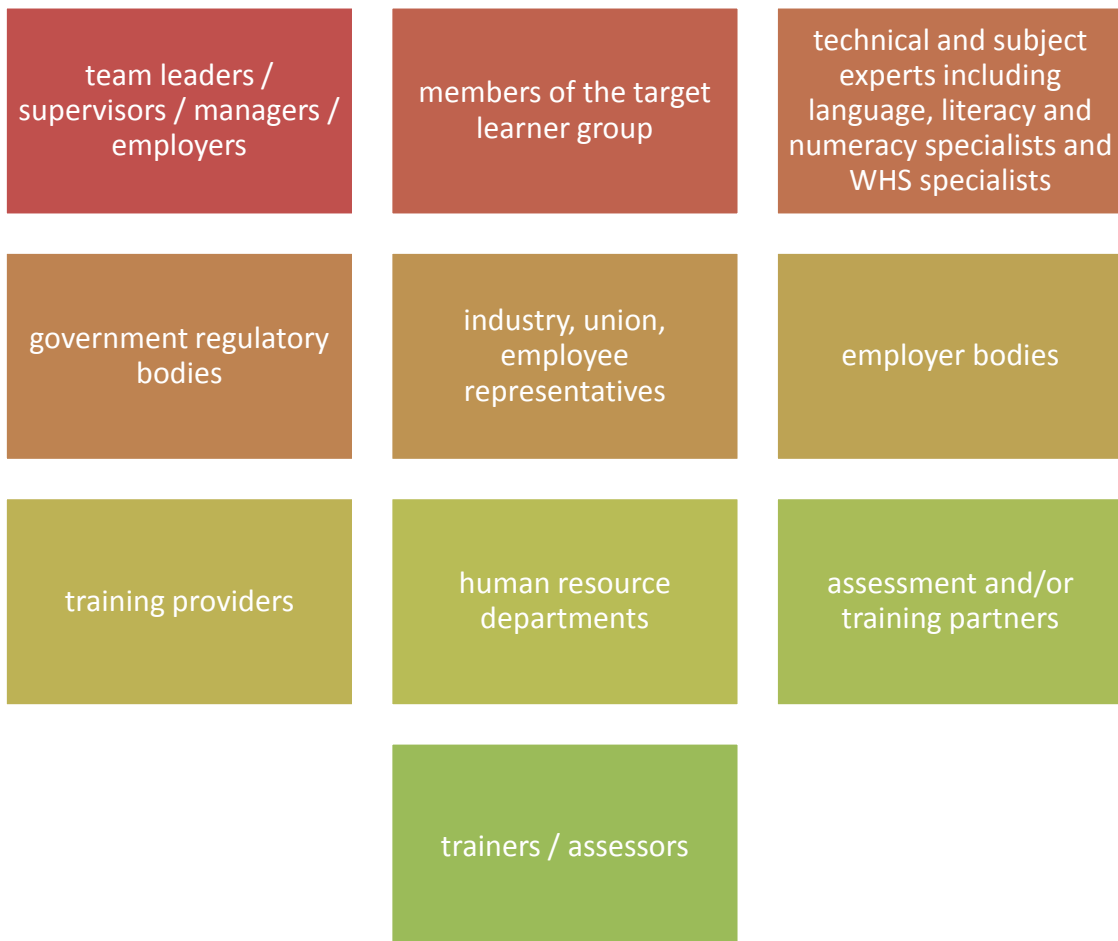 team leaders /
supervisors / managers /
employers
members of the target
learner group
technical and subject
experts including
language, literacy and
numeracy specialists and
WHS specialists
government regulatory
bodies
industry, union,
employee
representatives
employer bodies
training providers
human resource
departments
assessment and/or
training partners
trainers / assessors